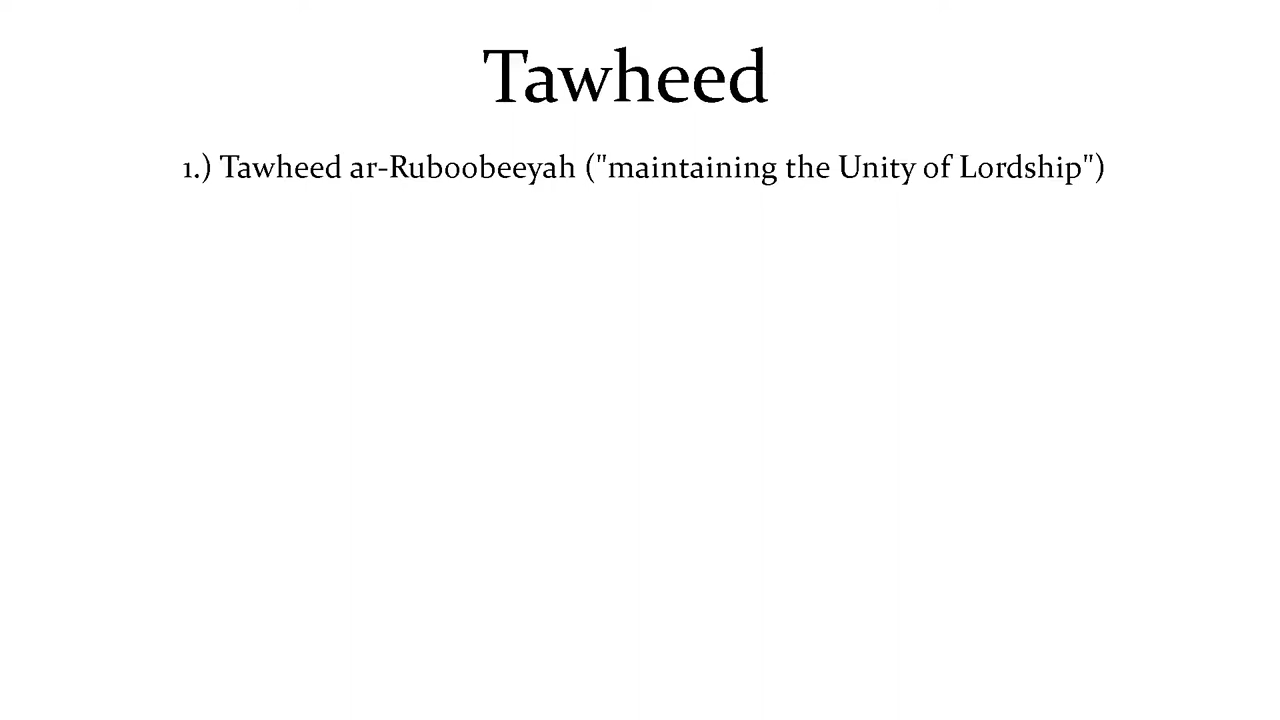 Tawheed
1.) Tawheed ar-Ruboobeeyah ("maintaining the Unity of Lordship")